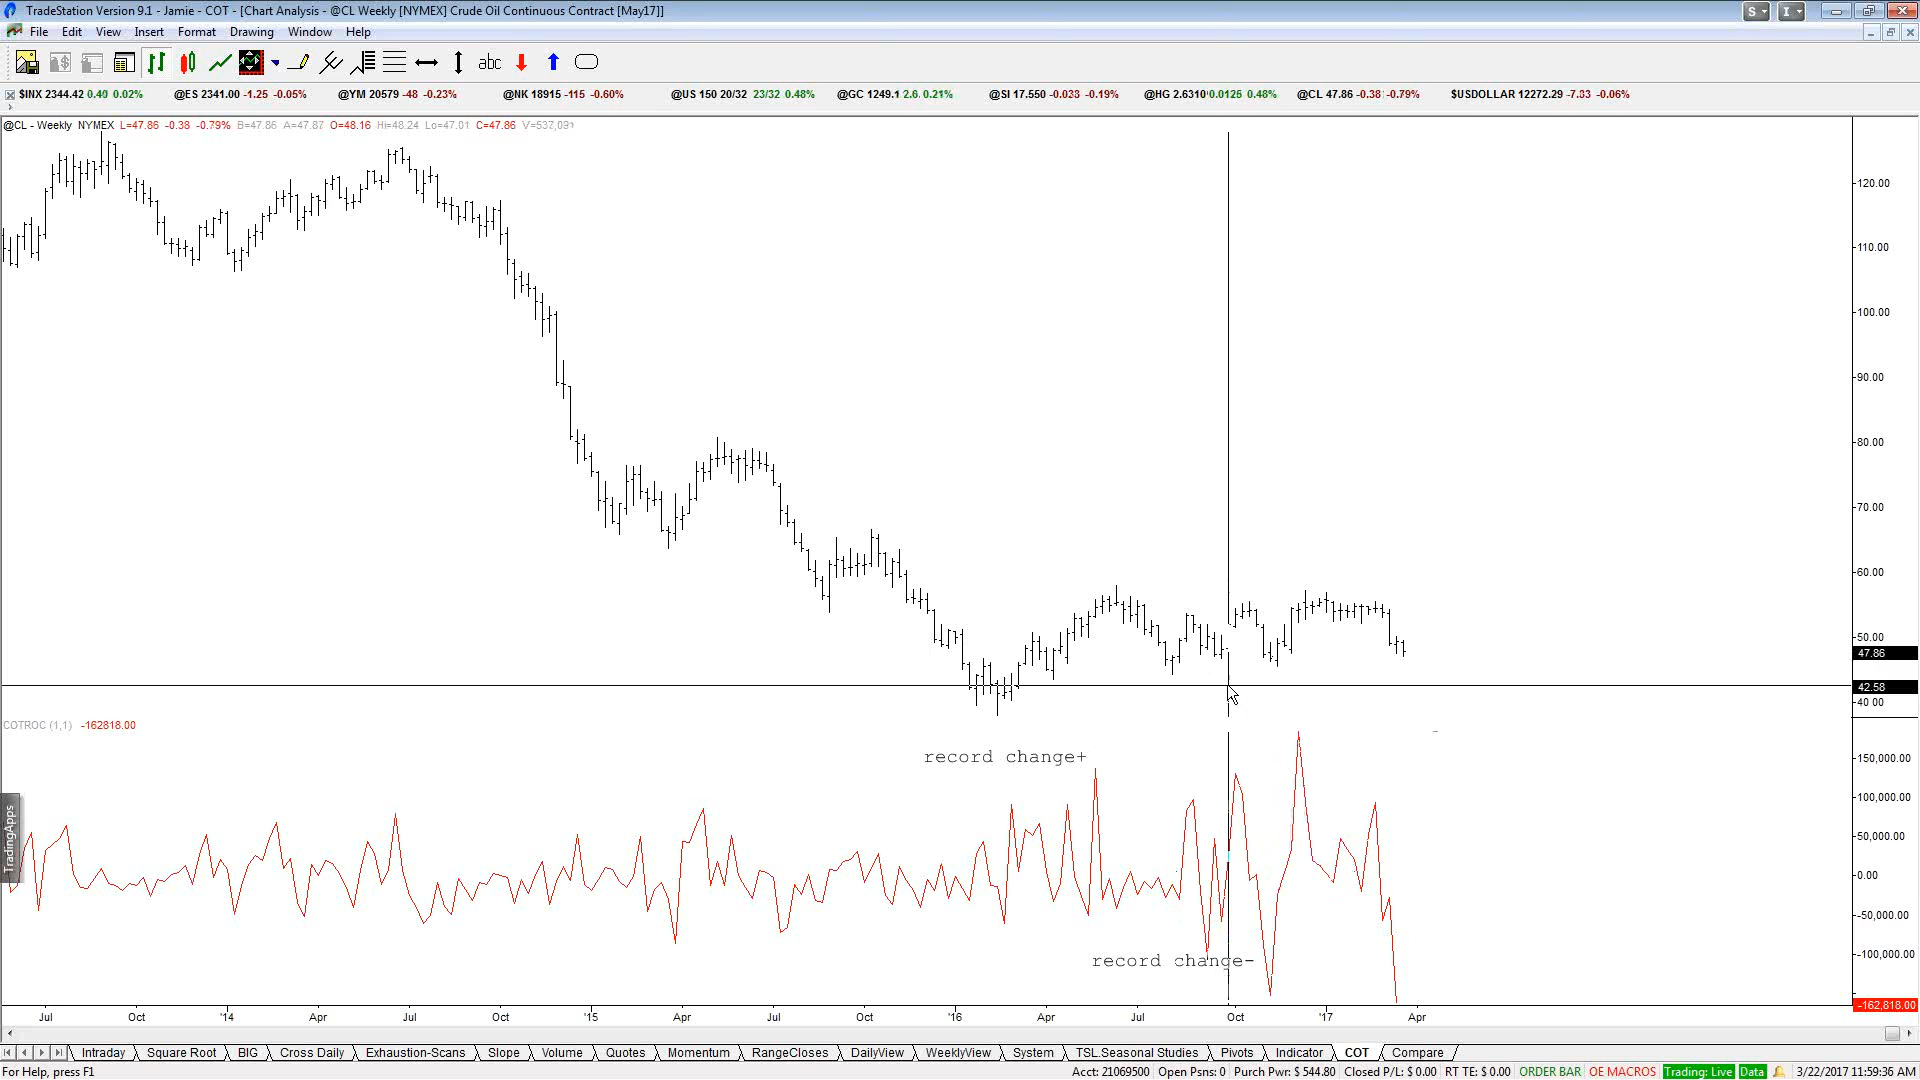 TradeStation Version 9.1 - Jamie - COT - [Chart Analysis - @CL Weekly [NYMEX] Crude Oil Continuous Contract [May17]]
S I
File Edit View Insert Format Drawing Window Help
abc
$INX 2344.42 0.40 0.02% @ES 2341.00 -1.25 -0.05% @YM 20579 -48 -0.23% @NK 18915 -115 -0.60% @US 150 20/32 23/32 0.48% @GC 1249.1 2.6 0.21% @SI 17.550 -0.033 -0.19% @HG 2.6310 0.0125 0.48% @CL 47.86 -0.38 -0.79% $USDOLLAR 12272.29 -7.83 -0.06%
@CL - Weekly NYMEX L=47.86 -0.38 -0.79% B=47.86 A=47.87 O=48.16 Hi=48.24 Lo=47.01 C=47.86
120.00
110.00
100.00
90.00
80.00
70.00
60.00
50.00
47.86
42.58
40.00
COTROC (1,1) -162818.00
record change+
150,000.00
100,000.00
50,000.00
0.00
-50,000.00
-100,000.00
-162,818.00
record change-
TradingApps
Jul Oct '14 Apr Jul Oct '15 Apr Jul Oct '16 Apr Jul Oct '17 Apr
Intraday Square Root BIG Cross Daily Exhaustion-Scans Slope Volume Quotes Momentum RangeCloses DailyView WeeklyView System TSL.Seasonal Studies Pivots Indicator COT Compare
For Help, press F1 Acct: 21069500 Open Psns: 0 Purch Pwr: $ 544.80 Closed P/L: $ 0.00 RT TE: $ 0.00 ORDER BAR OE MACROS Trading: Live Data 3/22/2017 11:59:36 AM